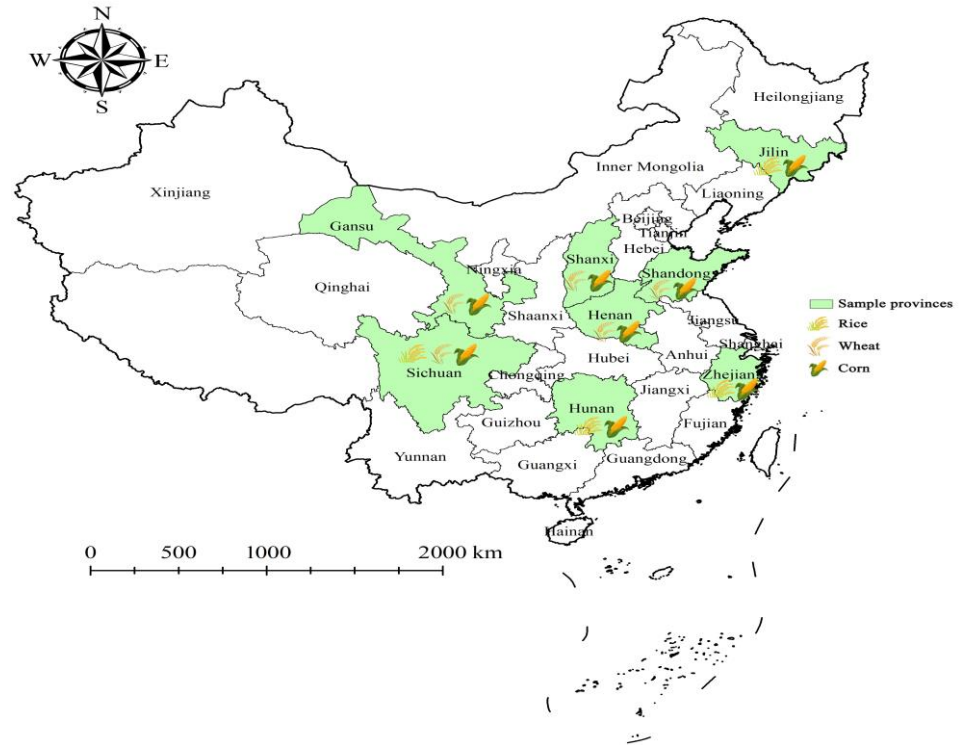 N
W
E
S
Heilongjiang
Jilin
Inner Mongolia
Liaoning
Xinjiang
Beijing
Tianjin
Gansu
Hebei
Shanxi
Ningxin
Shandong
Qinghai
Shaanxi
Henan
Jiangsu
Shanghai
Hubei
Anhui
Sichuan
Chongqing
Zhejian
Jiangxi
Hunan
Guizhou
Fujian
Yunnan
Guangxi
Guangdong
Hainan
Sample provinces
Rice
Wheat
Corn
0 500 1000 2000 km